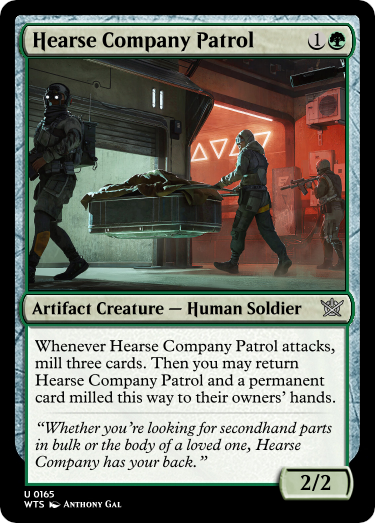 Hearse Company Patrol 1
Artifact Creature — Human Soldier
Whenever Hearse Company Patrol attacks,
mill three cards. Then you may return
Hearse Company Patrol and a permanent
card milled this way to their owners' hands.
“Whether you're looking for secondhand parts
in bulk or the body of a loved one, Hearse
Company has your back.”
2/2
U 0165
WTS Anthony Gal